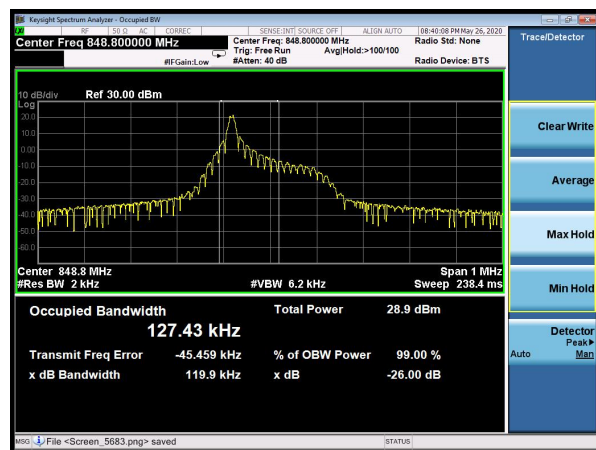 Keysight Spectrum Analyzer - Occupied BW
RF 50 Ω AC CORREC SENSE:INT SOURCE OFF ALIGN AUTO 08:40:08 PM May 26, 2020
Center Freq 848.800000 MHz
Center Freq: 848.800000 MHz
Radio Std: None
Trig: Free Run Avg|Hold:>100/100
#IFGain:Low
#Atten: 40 dB
Radio Device: BTS
Trace/Detector
10 dB/div Ref 30.00 dBm
Log
20.0
10.0
0.00
-10.0
-20.0
-30.0
-40.0
-50.0
-60.0
Center 848.8 MHz Span 1 MHz
#Res BW 2 kHz #VBW 6.2 kHz Sweep 238.4 ms
Occupied Bandwidth Total Power 28.9 dBm
127.43 kHz
Transmit Freq Error -45.459 kHz % of OBW Power 99.00 %
x dB Bandwidth 119.9 kHz x dB -26.00 dB
Clear Write
Average
Max Hold
Min Hold
Detector
Peak
Auto Man
MSG File <Screen_5683.png> saved STATUS